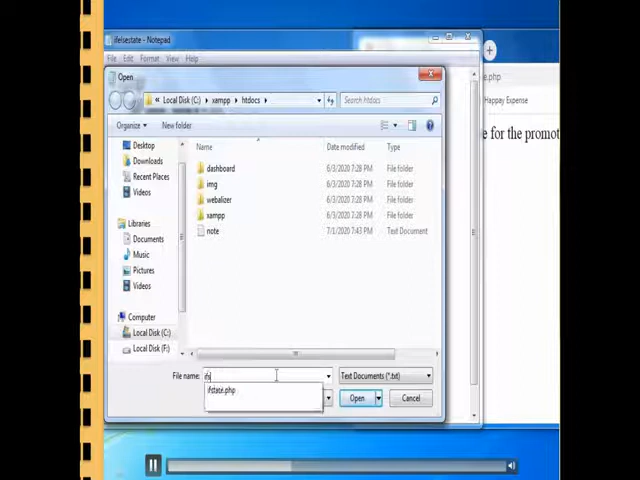 ifelsestate - Notepad
File Edit Format View Help
Open
« Local Disk (C:) ▸ xampp ▸ htdocs ▸
Search htdocs
Organize ▾ New folder
Name Date modified Type
Desktop
Downloads
Recent Places
Videos
Libraries
Documents
Music
Pictures
Videos
Computer
Local Disk (C:)
Local Disk (F:)
dashboard 6/3/2020 7:28 PM File folder
img 6/3/2020 7:28 PM File folder
webalizer 6/3/2020 7:28 PM File folder
xampp 6/3/2020 7:28 PM File folder
note 7/1/2020 7:43 PM Text Document
File name: ifs
Text Documents (*.txt)
ifstate.php
Open Cancel
e.php
Happay Expense
e for the promot